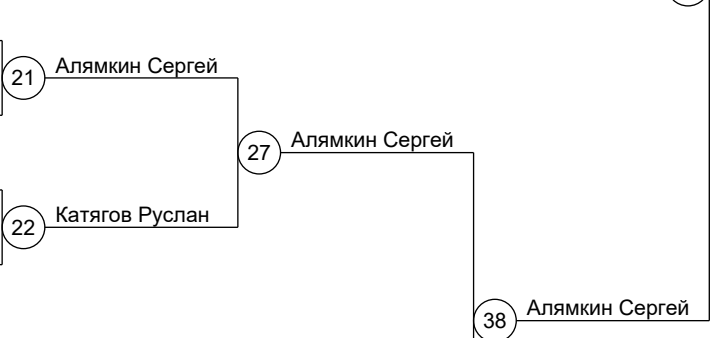 21 Алямкин Сергей
27 Алямкин Сергей
22 Катягов Руслан
38 Алямкин Сергей